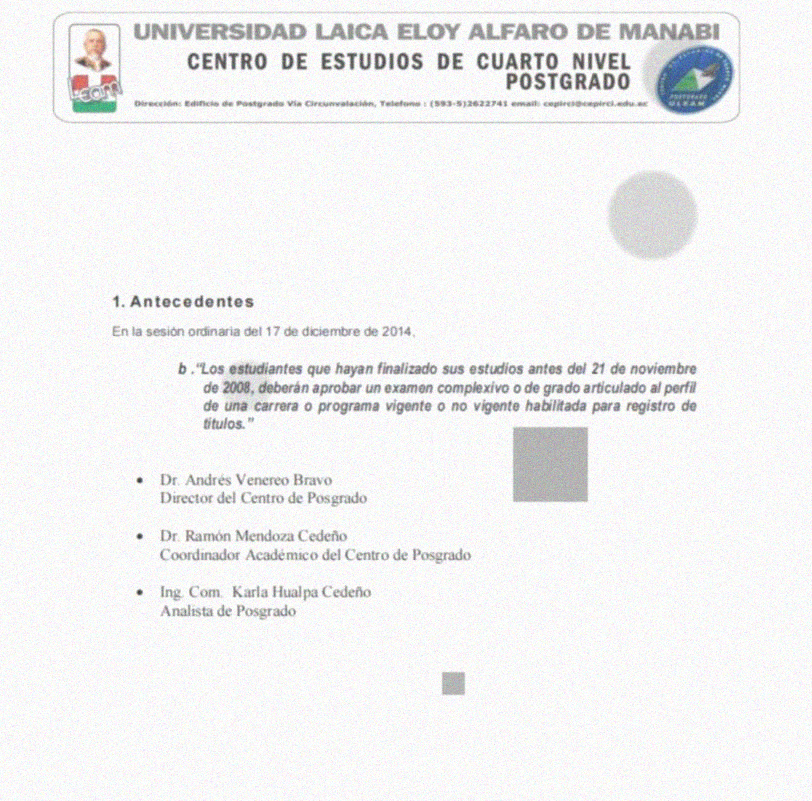 UNIVERSIDAD LAICA ELOY ALFARO DE MANABI
CENTRO DE ESTUDIOS DE CUARTO NIVEL
POSTGRADO
Dirección: Edificio de Postgrado Vía Circunvalación, Telefono : (593-5)2622741 email: cepirci@cepirci.edu.ec
Leam
POSTGRADO
ULEAM
1. Antecedentes
En la sesión ordinaria del 17 de diciembre de 2014,
b ."Los estudiantes que hayan finalizado sus estudios antes del 21 de noviembre
de 2008, deberán aprobar un examen complexivo o de grado articulado al perfil
de una carrera o programa vigente o no vigente habilitada para registro de
títulos."
• Dr. Andrés Venereo Bravo
Director del Centro de Posgrado
• Dr. Ramón Mendoza Cedeño
Coordinador Académico del Centro de Posgrado
• Ing. Com. Karla Hualpa Cedeño
Analista de Posgrado